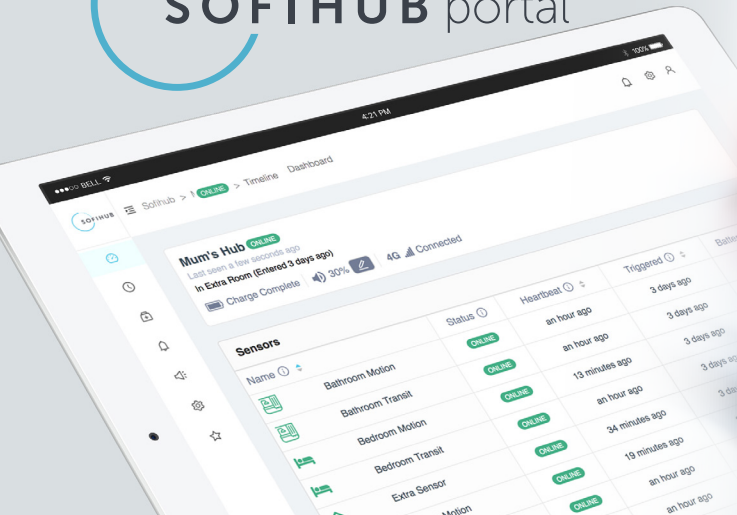 SOFIHUB portal
BELL 4:21 PM 100%
SOFIHUB Sofihub > ONLINE > Timeline Dashboard
Mum's Hub ONLINE
Last seen a few seconds ago
In Extra Room (Entered 3 days ago)
Charge Complete 30% 4G Connected
Sensors
Name Status Heartbeat Triggered
Bathroom Motion ONLINE an hour ago 3 days ago
Bathroom Transit ONLINE an hour ago 3 days ago
Bedroom Motion ONLINE 13 minutes ago 3 days ago
Bedroom Transit ONLINE an hour ago 3 days
Extra Sensor ONLINE 34 minutes ago
Motion ONLINE 19 minutes ago
ONLINE an hour ago
an hour ago